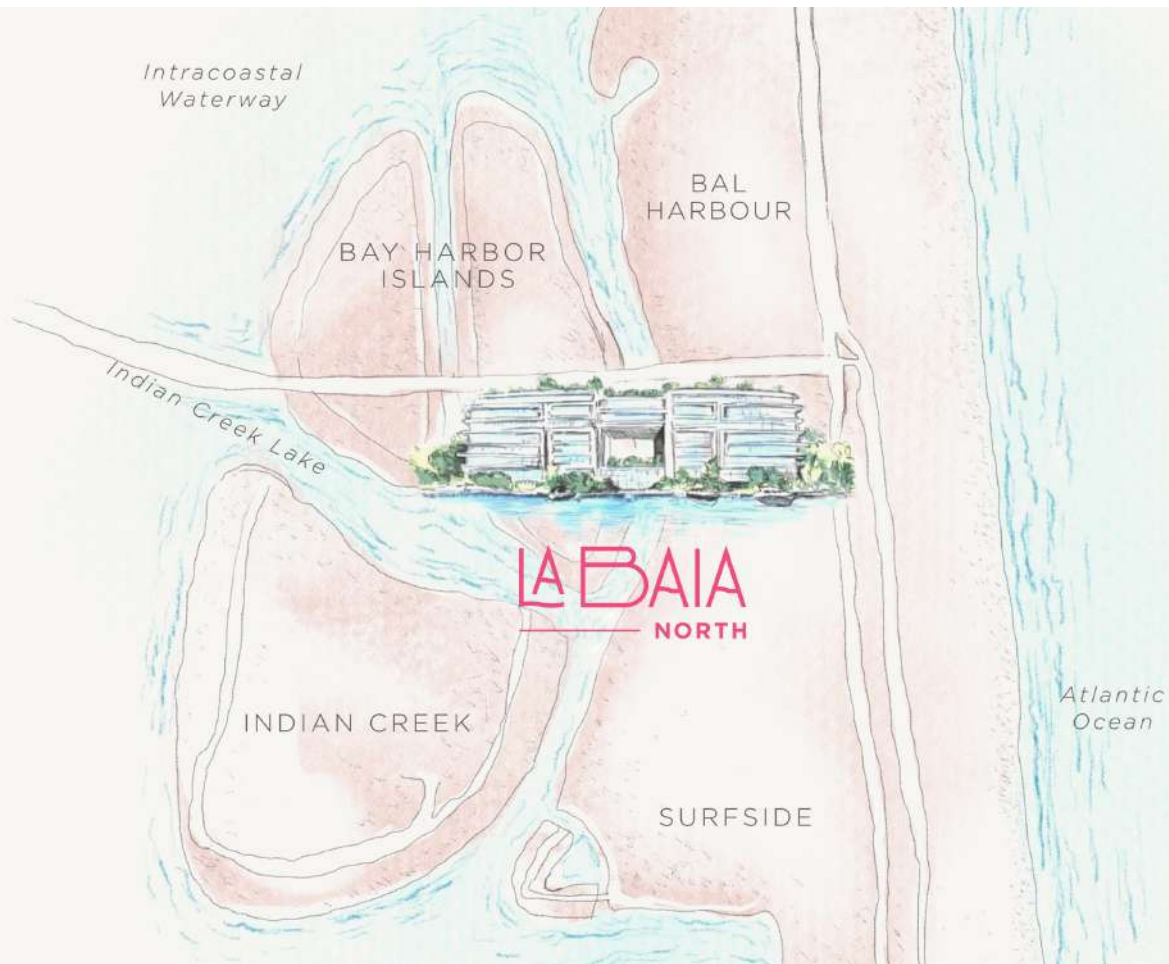 Intracoastal
Waterway
BAL
HARBOUR
BAY HARBOR
ISLANDS
Indian Creek Lake
LA BAIA
NORTH
Atlantic
Ocean
INDIAN CREEK
SURFSIDE